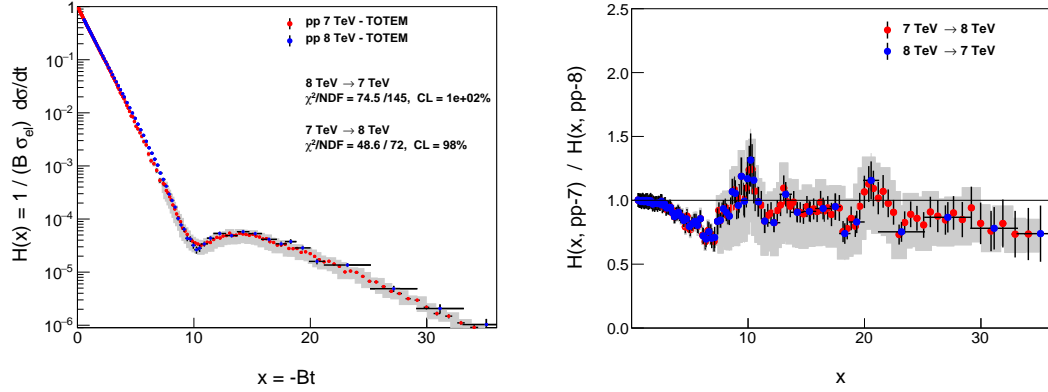 H(x) = 1 / (B σel) dσ/dt
1
10⁻¹
10⁻²
10⁻³
10⁻⁴
10⁻⁵
10⁻⁶
pp 7 TeV - TOTEM
pp 8 TeV - TOTEM
8 TeV → 7 TeV
χ²/NDF = 74.5 /145, CL = 1e+02%
7 TeV → 8 TeV
χ²/NDF = 48.6 / 72, CL = 98%
0 10 20 30
x = -Bt
H(x, pp-7) / H(x, pp-8)
2.5
2.0
1.5
1.0
0.5
0.0
7 TeV → 8 TeV
8 TeV → 7 TeV
0 10 20 30
x